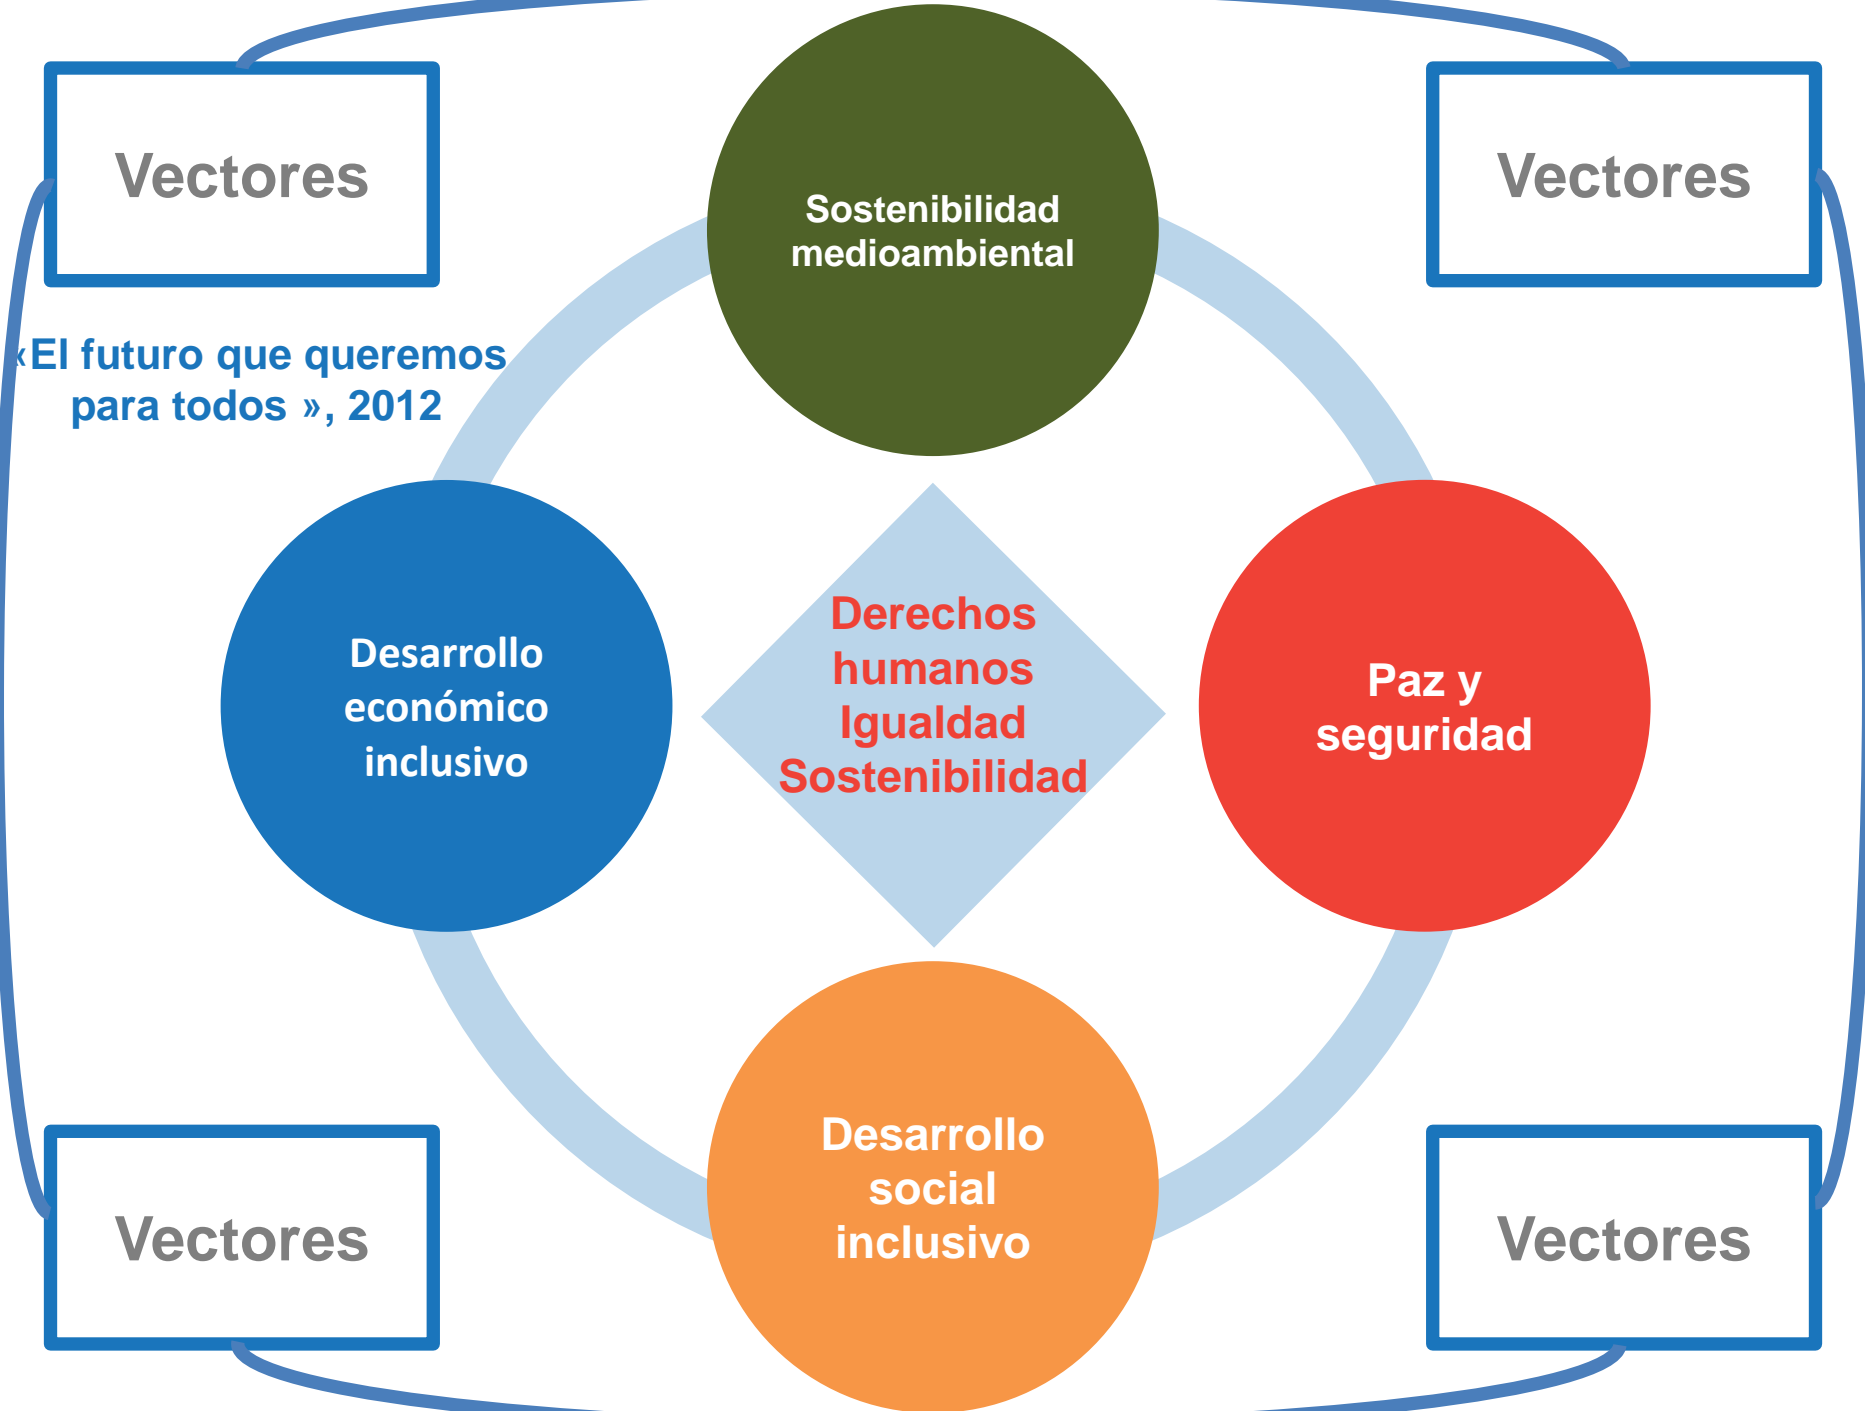 Vectores
Vectores
Sostenibilidad
medioambiental
«El futuro que queremos
para todos », 2012
Desarrollo
económico
inclusivo
Derechos
humanos
Igualdad
Sostenibilidad
Paz y
seguridad
Desarrollo
social
inclusivo
Vectores
Vectores